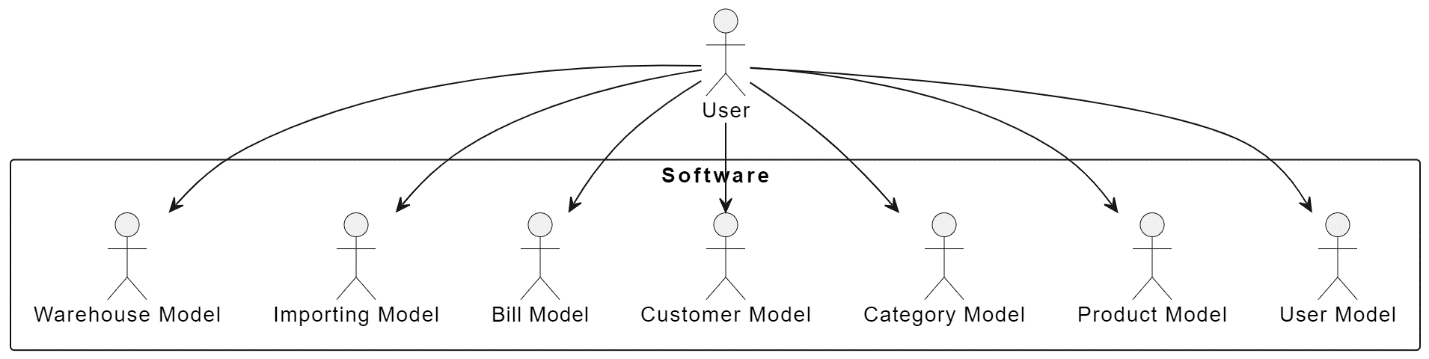 User
Software
Warehouse Model
Importing Model
Bill Model
Customer Model
Category Model
Product Model
User Model